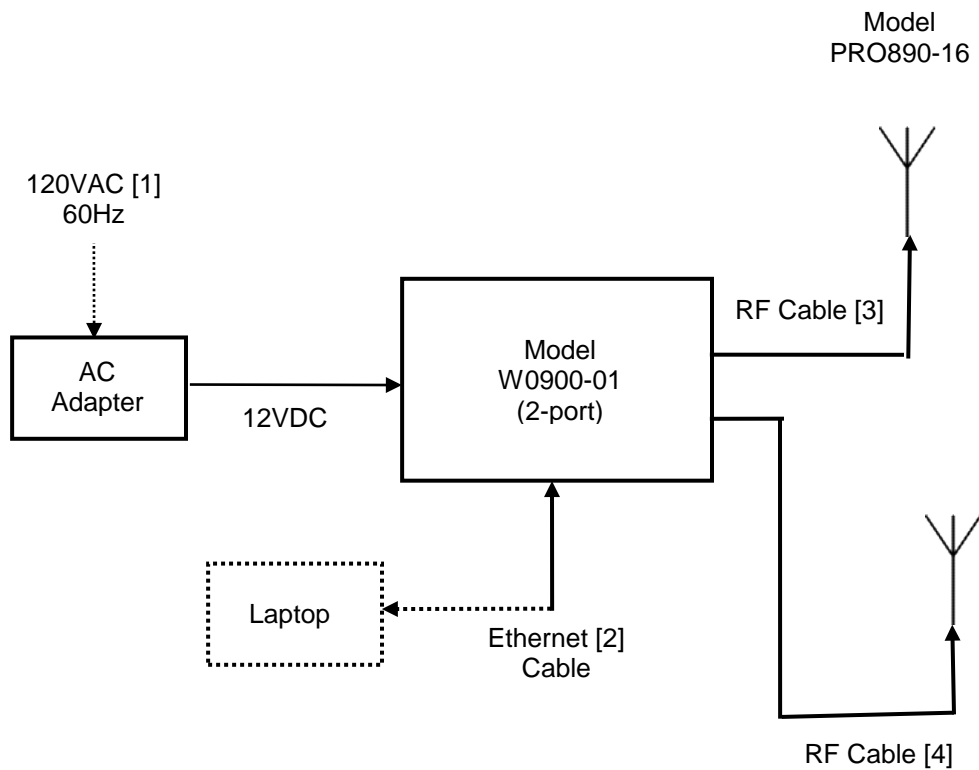 Model
PRO890-16
120VAC [1]
60Hz
RF Cable [3]
AC
Adapter
12VDC
Model
W0900-01
(2-port)
Laptop
Ethernet [2]
Cable
RF Cable [4]